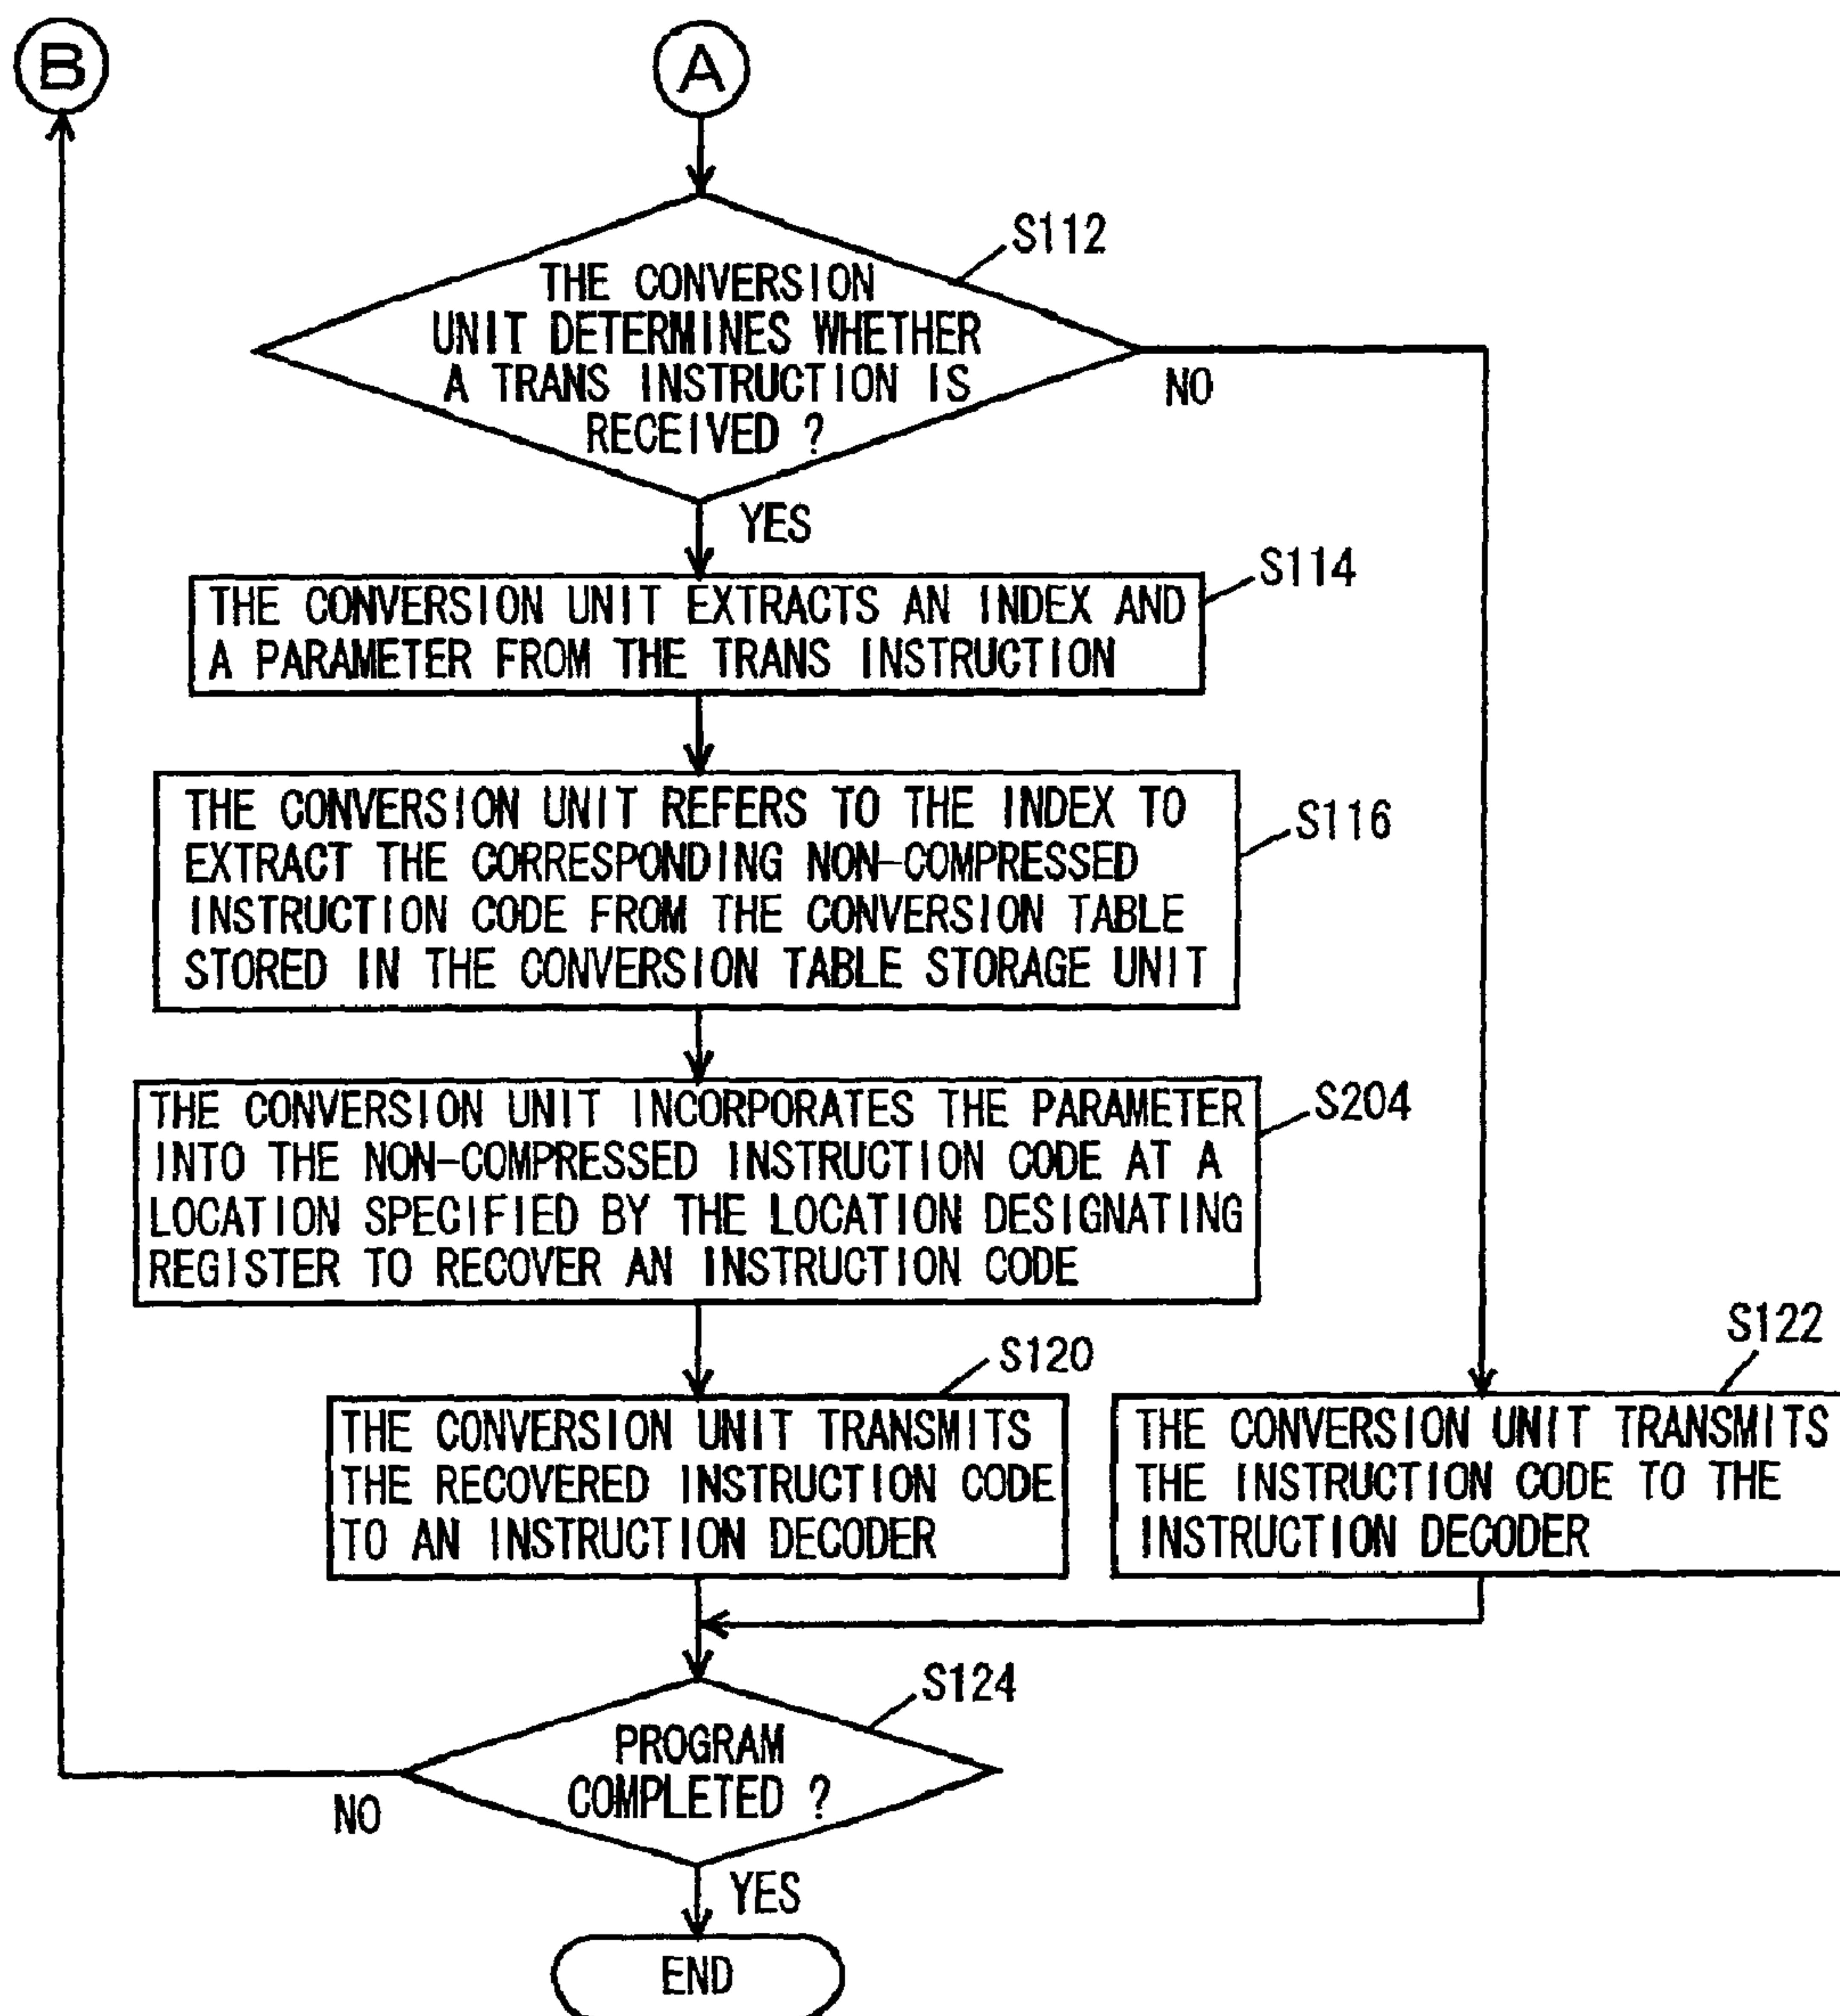 B
A
S112
THE CONVERSION
UNIT DETERMINES WHETHER
A TRANS INSTRUCTION IS
RECEIVED ?
NO
YES
S114
THE CONVERSION UNIT EXTRACTS AN INDEX AND
A PARAMETER FROM THE TRANS INSTRUCTION
S116
THE CONVERSION UNIT REFERS TO THE INDEX TO
EXTRACT THE CORRESPONDING NON-COMPRESSED
INSTRUCTION CODE FROM THE CONVERSION TABLE
STORED IN THE CONVERSION TABLE STORAGE UNIT
S204
THE CONVERSION UNIT INCORPORATES THE PARAMETER
INTO THE NON-COMPRESSED INSTRUCTION CODE AT A
LOCATION SPECIFIED BY THE LOCATION DESIGNATING
REGISTER TO RECOVER AN INSTRUCTION CODE
S120
THE CONVERSION UNIT TRANSMITS
THE RECOVERED INSTRUCTION CODE
TO AN INSTRUCTION DECODER
S122
THE CONVERSION UNIT TRANSMITS
THE INSTRUCTION CODE TO THE
INSTRUCTION DECODER
S124
PROGRAM
COMPLETED ?
NO
YES
END